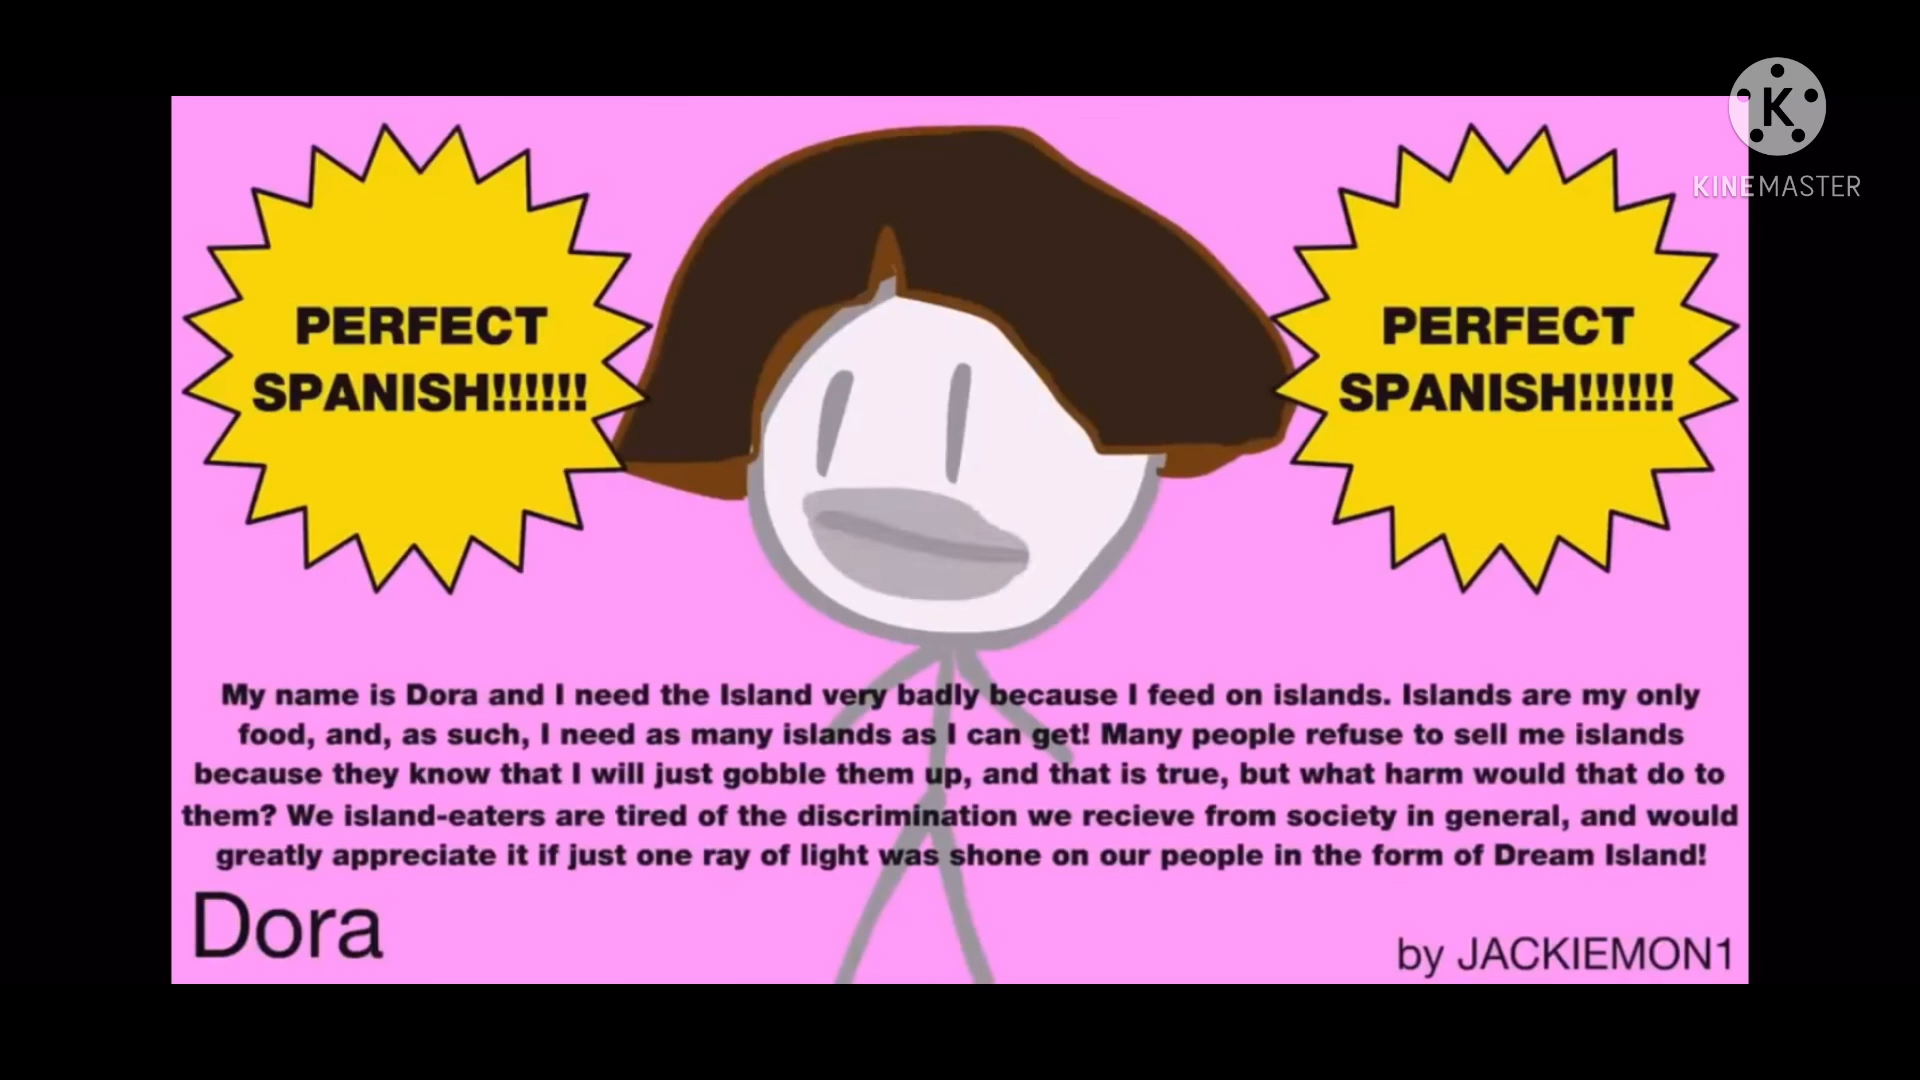 K
KINEMASTER
PERFECT
SPANISH!!!!!!
PERFECT
SPANISH!!!!!!
My name is Dora and I need the Island very badly because I feed on islands. Islands are my only
food, and, as such, I need as many islands as I can get! Many people refuse to sell me islands
because they know that I will just gobble them up, and that is true, but what harm would that do to
them? We island-eaters are tired of the discrimination we recieve from society in general, and would
greatly appreciate it if just one ray of light was shone on our people in the form of Dream Island!
Dora
by JACKIEMON1